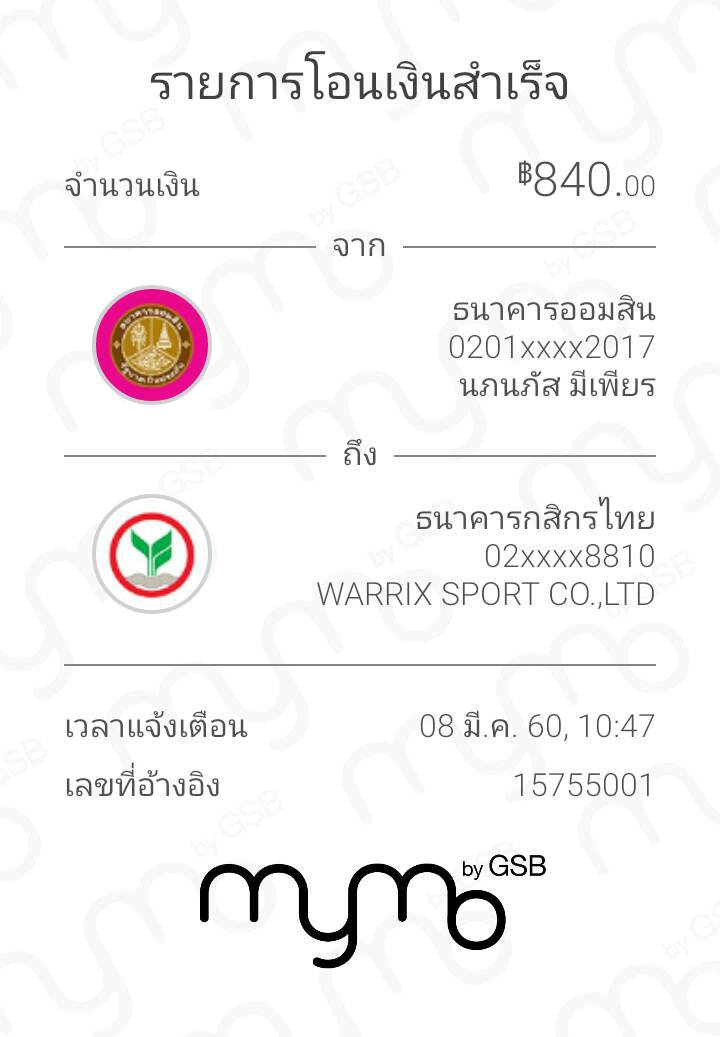 รายการโอนเงินสำเร็จ
จำนวนเงิน ฿840.00
จาก
ธนาคารออมสิน
0201xxxx2017
นภนภัส มีเพียร
ถึง
ธนาคารกสิกรไทย
02xxxx8810
WARRIX SPORT CO.,LTD
เวลาแจ้งเตือน 08 มี.ค. 60, 10:47
เลขที่อ้างอิง 15755001
mymo by GSB